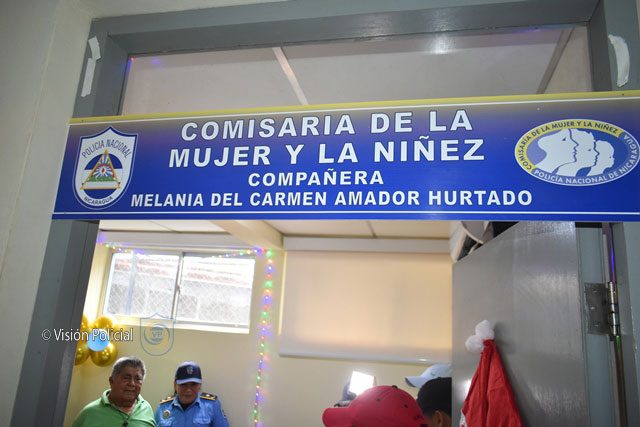 COMISARIA DE LA
MUJER Y LA NIÑEZ
COMPAÑERA
MELANIA DEL CARMEN AMADOR HURTADO
POLICIA NACIONAL
NICARAGUA
COMISARIA DE LA MUJER Y LA NIÑEZ
POLICIA NACIONAL DE NICARAGUA
© Visión Policial